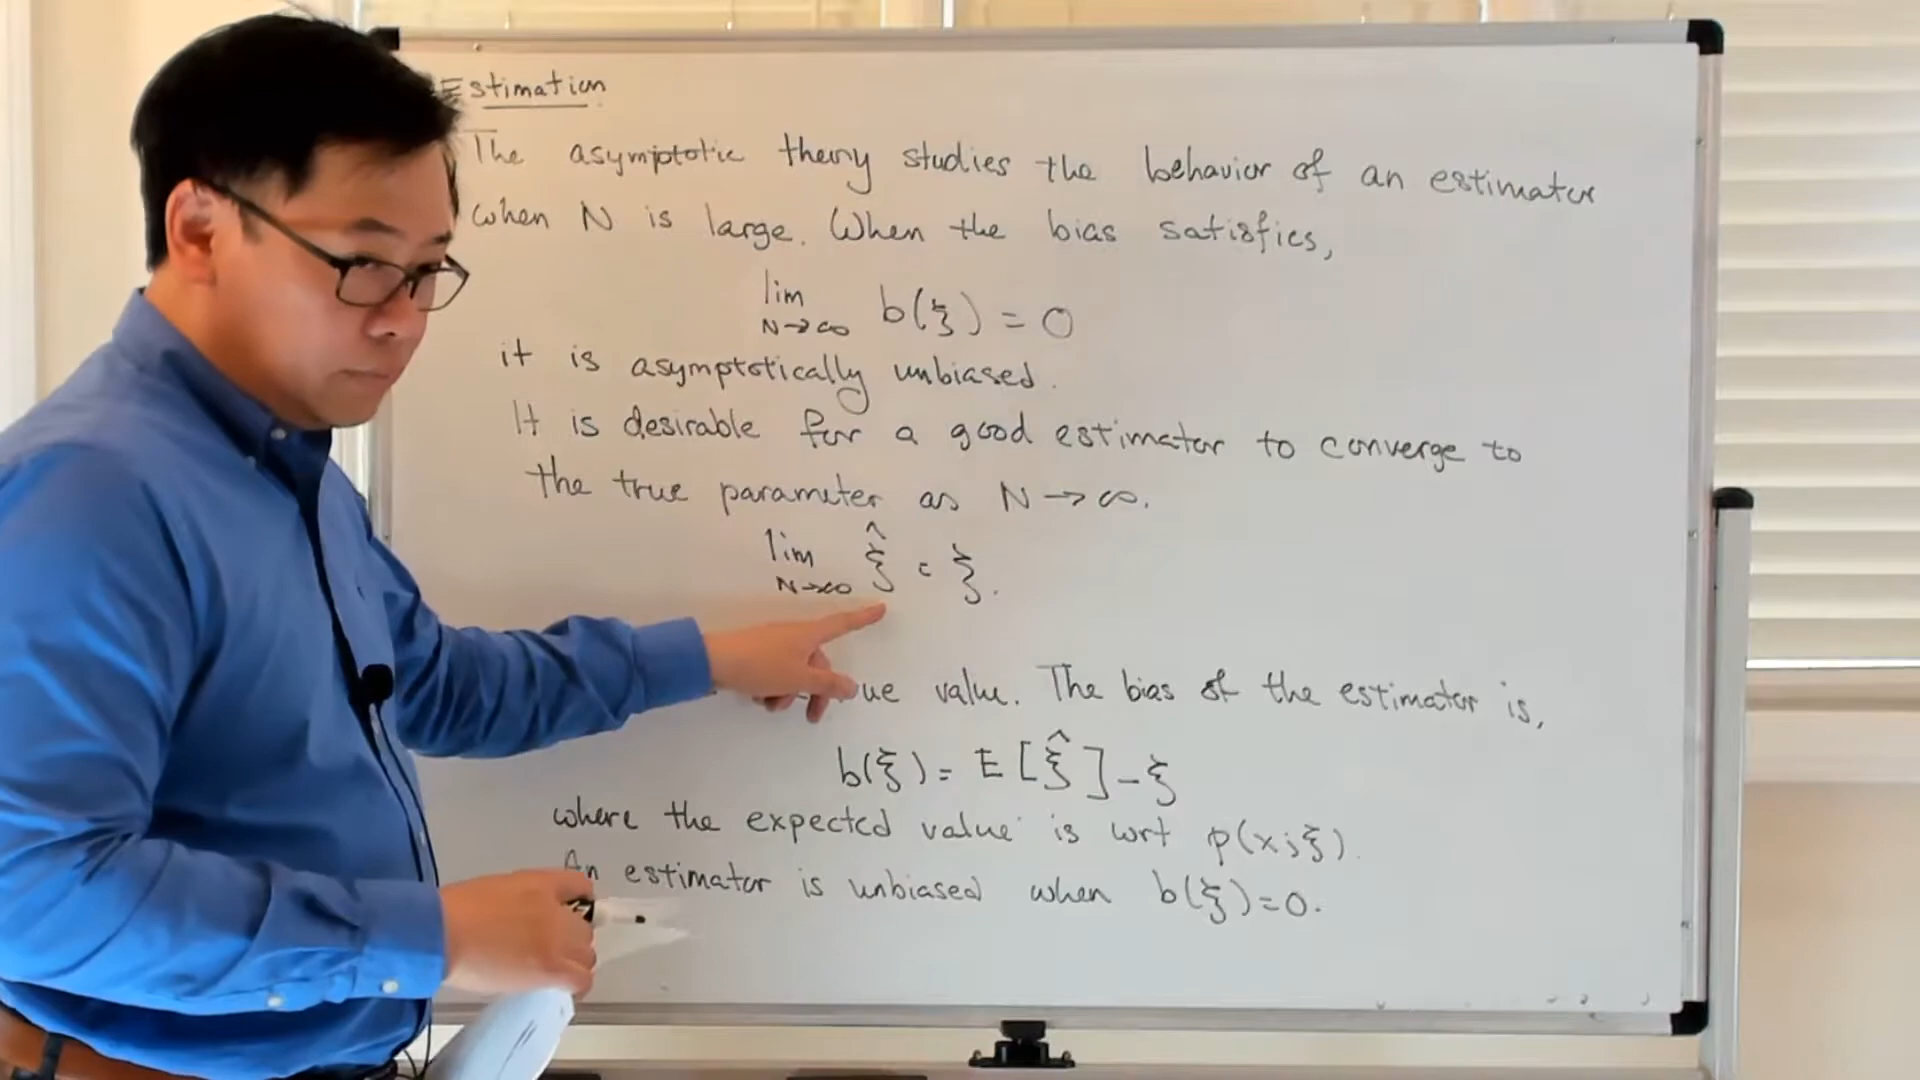 Estimation
The asymptotic theory studies the behavior of an estimator
when N is large. When the bias satisfies,
lim N→∞ b(ξ) = 0
it is asymptotically unbiased.
It is desirable for a good estimator to converge to
the true parameter as N → ∞.
lim N→∞ ξ̂ = ξ.
value. The bias of the estimator is,
b(ξ) = E[ξ̂] - ξ
where the expected value is wrt p(x;ξ).
An estimator is unbiased when b(ξ)=0.